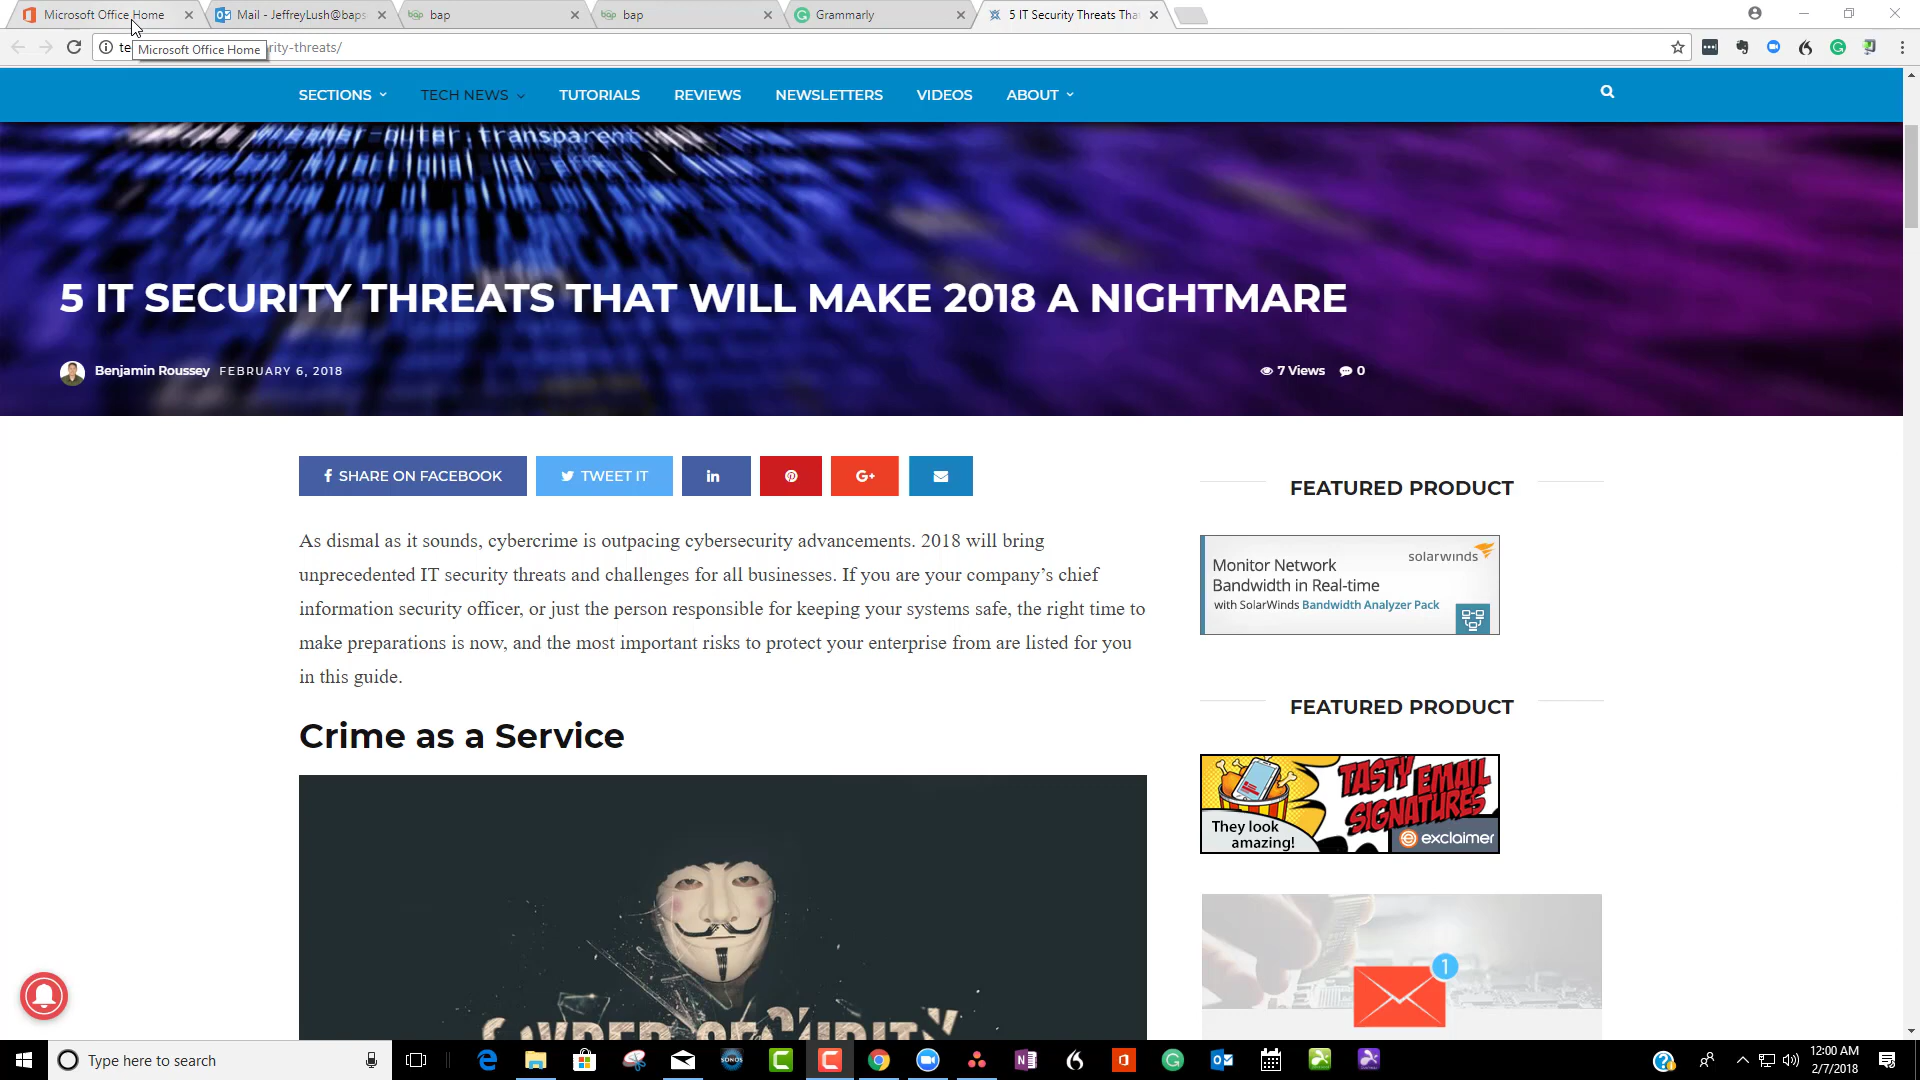 Microsoft Office Home
Mail - JeffreyLush@baps
bap
bap
Grammarly
5 IT Security Threats Tha
te
rity-threats/
Microsoft Office Home
SECTIONS
TECH NEWS
TUTORIALS
REVIEWS
NEWSLETTERS
VIDEOS
ABOUT
header-outer.transparent
5 IT SECURITY THREATS THAT WILL MAKE 2018 A NIGHTMARE
Benjamin Roussey FEBRUARY 6, 2018
7 Views 0
SHARE ON FACEBOOK
TWEET IT
in
G+
As dismal as it sounds, cybercrime is outpacing cybersecurity advancements. 2018 will bring
unprecedented IT security threats and challenges for all businesses. If you are your company’s chief
information security officer, or just the person responsible for keeping your systems safe, the right time to
make preparations is now, and the most important risks to protect your enterprise from are listed for you
in this guide.
Crime as a Service
CYBER SECURITY
FEATURED PRODUCT
solarwinds
Monitor Network
Bandwidth in Real-time
with SolarWinds Bandwidth Analyzer Pack
FEATURED PRODUCT
TASTY EMAIL
SIGNATURES
They look
amazing!
exclaimer
1
Type here to search
SONOS
12:00 AM
2/7/2018